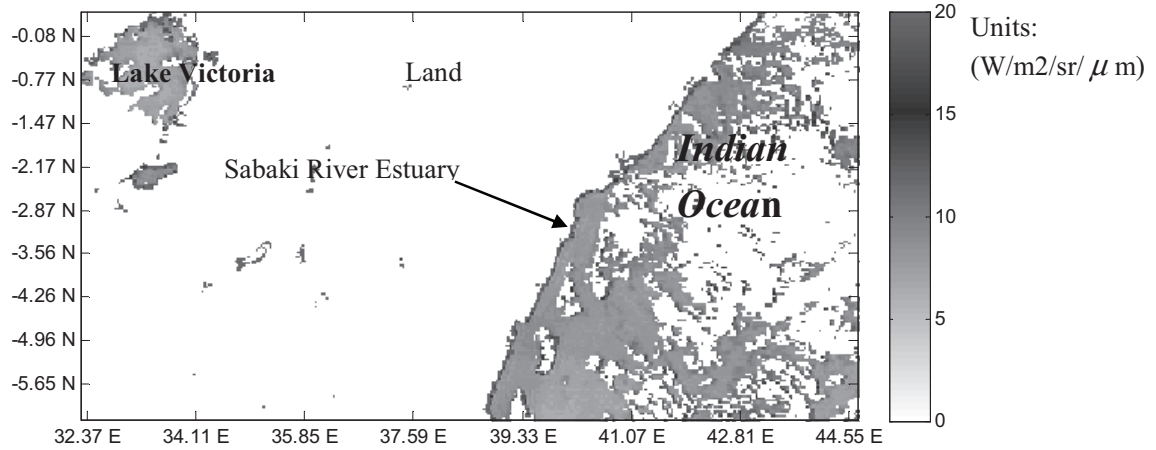 -0.08 N
-0.77 N
-1.47 N
-2.17 N
-2.87 N
-3.56 N
-4.26 N
-4.96 N
-5.65 N
32.37 E 34.11 E 35.85 E 37.59 E 39.33 E 41.07 E 42.81 E 44.55 E
Lake Victoria
Land
Sabaki River Estuary
Indian
Ocean
20
15
10
5
0
Units:
(W/m2/sr/ μ m)